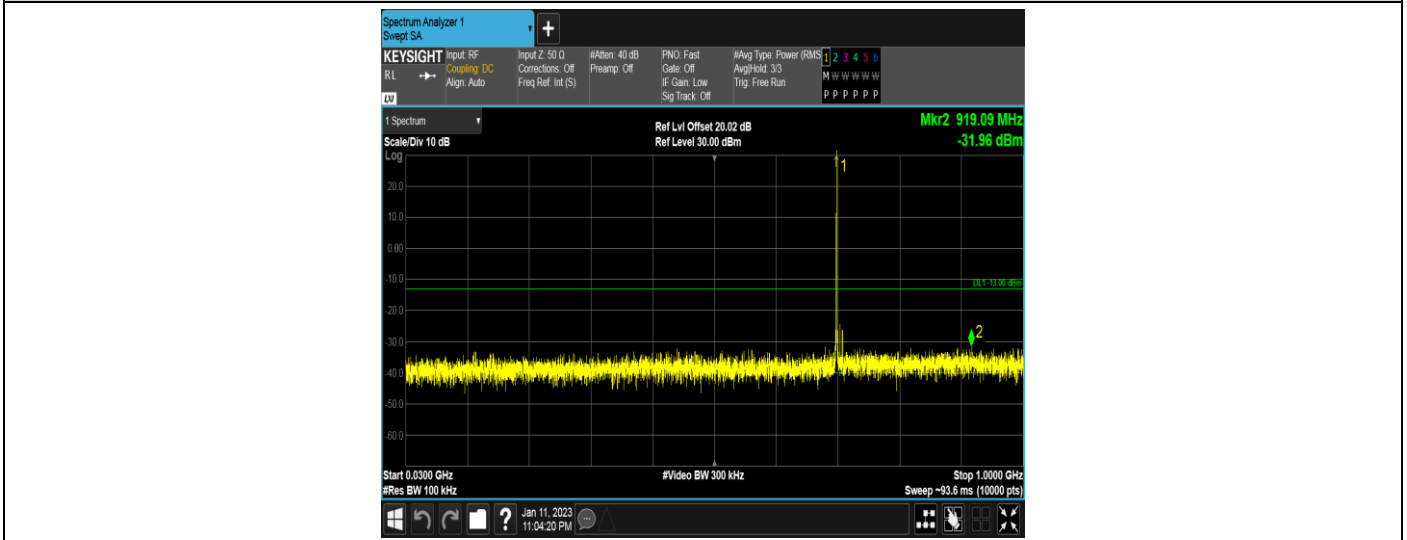 Spectrum Analyzer 1
Swept SA
+
KEYSIGHT
RL
LXI
Input: RF
Coupling: DC
Align: Auto
Input Z: 50 Ω
Corrections: Off
Freq Ref: Int (S)
#Atten: 40 dB
Preamp: Off
PNO: Fast
Gate: Off
IF Gain: Low
Sig Track: Off
#Avg Type: Power (RMS
Avg|Hold: 3/3
Trig: Free Run
1 2 3 4 5 6
M W W W W W
P P P P P P
1 Spectrum
Scale/Div 10 dB
Ref Lvl Offset 20.02 dB
Ref Level 30.00 dBm
Mkr2 919.09 MHz
-31.96 dBm
Log
1
20.0
10.0
0.00
-10.0
DL1 -13.00 dBm
-20.0
-30.0
2
-40.0
-50.0
-60.0
Start 0.0300 GHz
#Video BW 300 kHz
Stop 1.0000 GHz
#Res BW 100 kHz
Sweep ~93.6 ms (10000 pts)
?
Jan 11, 2023
11:04:20 PM